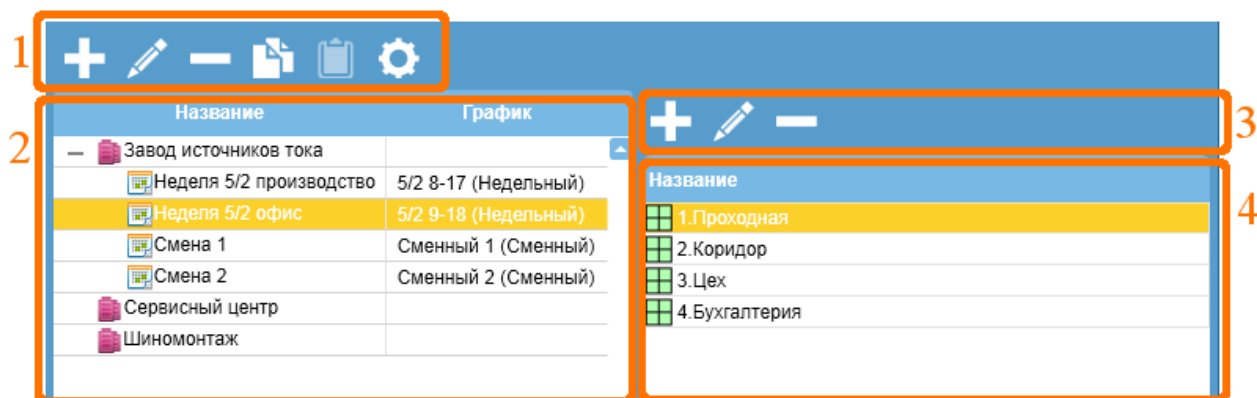 1
2
Название График
Завод источников тока
Неделя 5/2 производство 5/2 8-17 (Недельный)
Неделя 5/2 офис 5/2 9-18 (Недельный)
Смена 1 Сменный 1 (Сменный)
Смена 2 Сменный 2 (Сменный)
Сервисный центр
Шиномонтаж
3
4
Название
1.Проходная
2.Коридор
3.Цех
4.Бухгалтерия